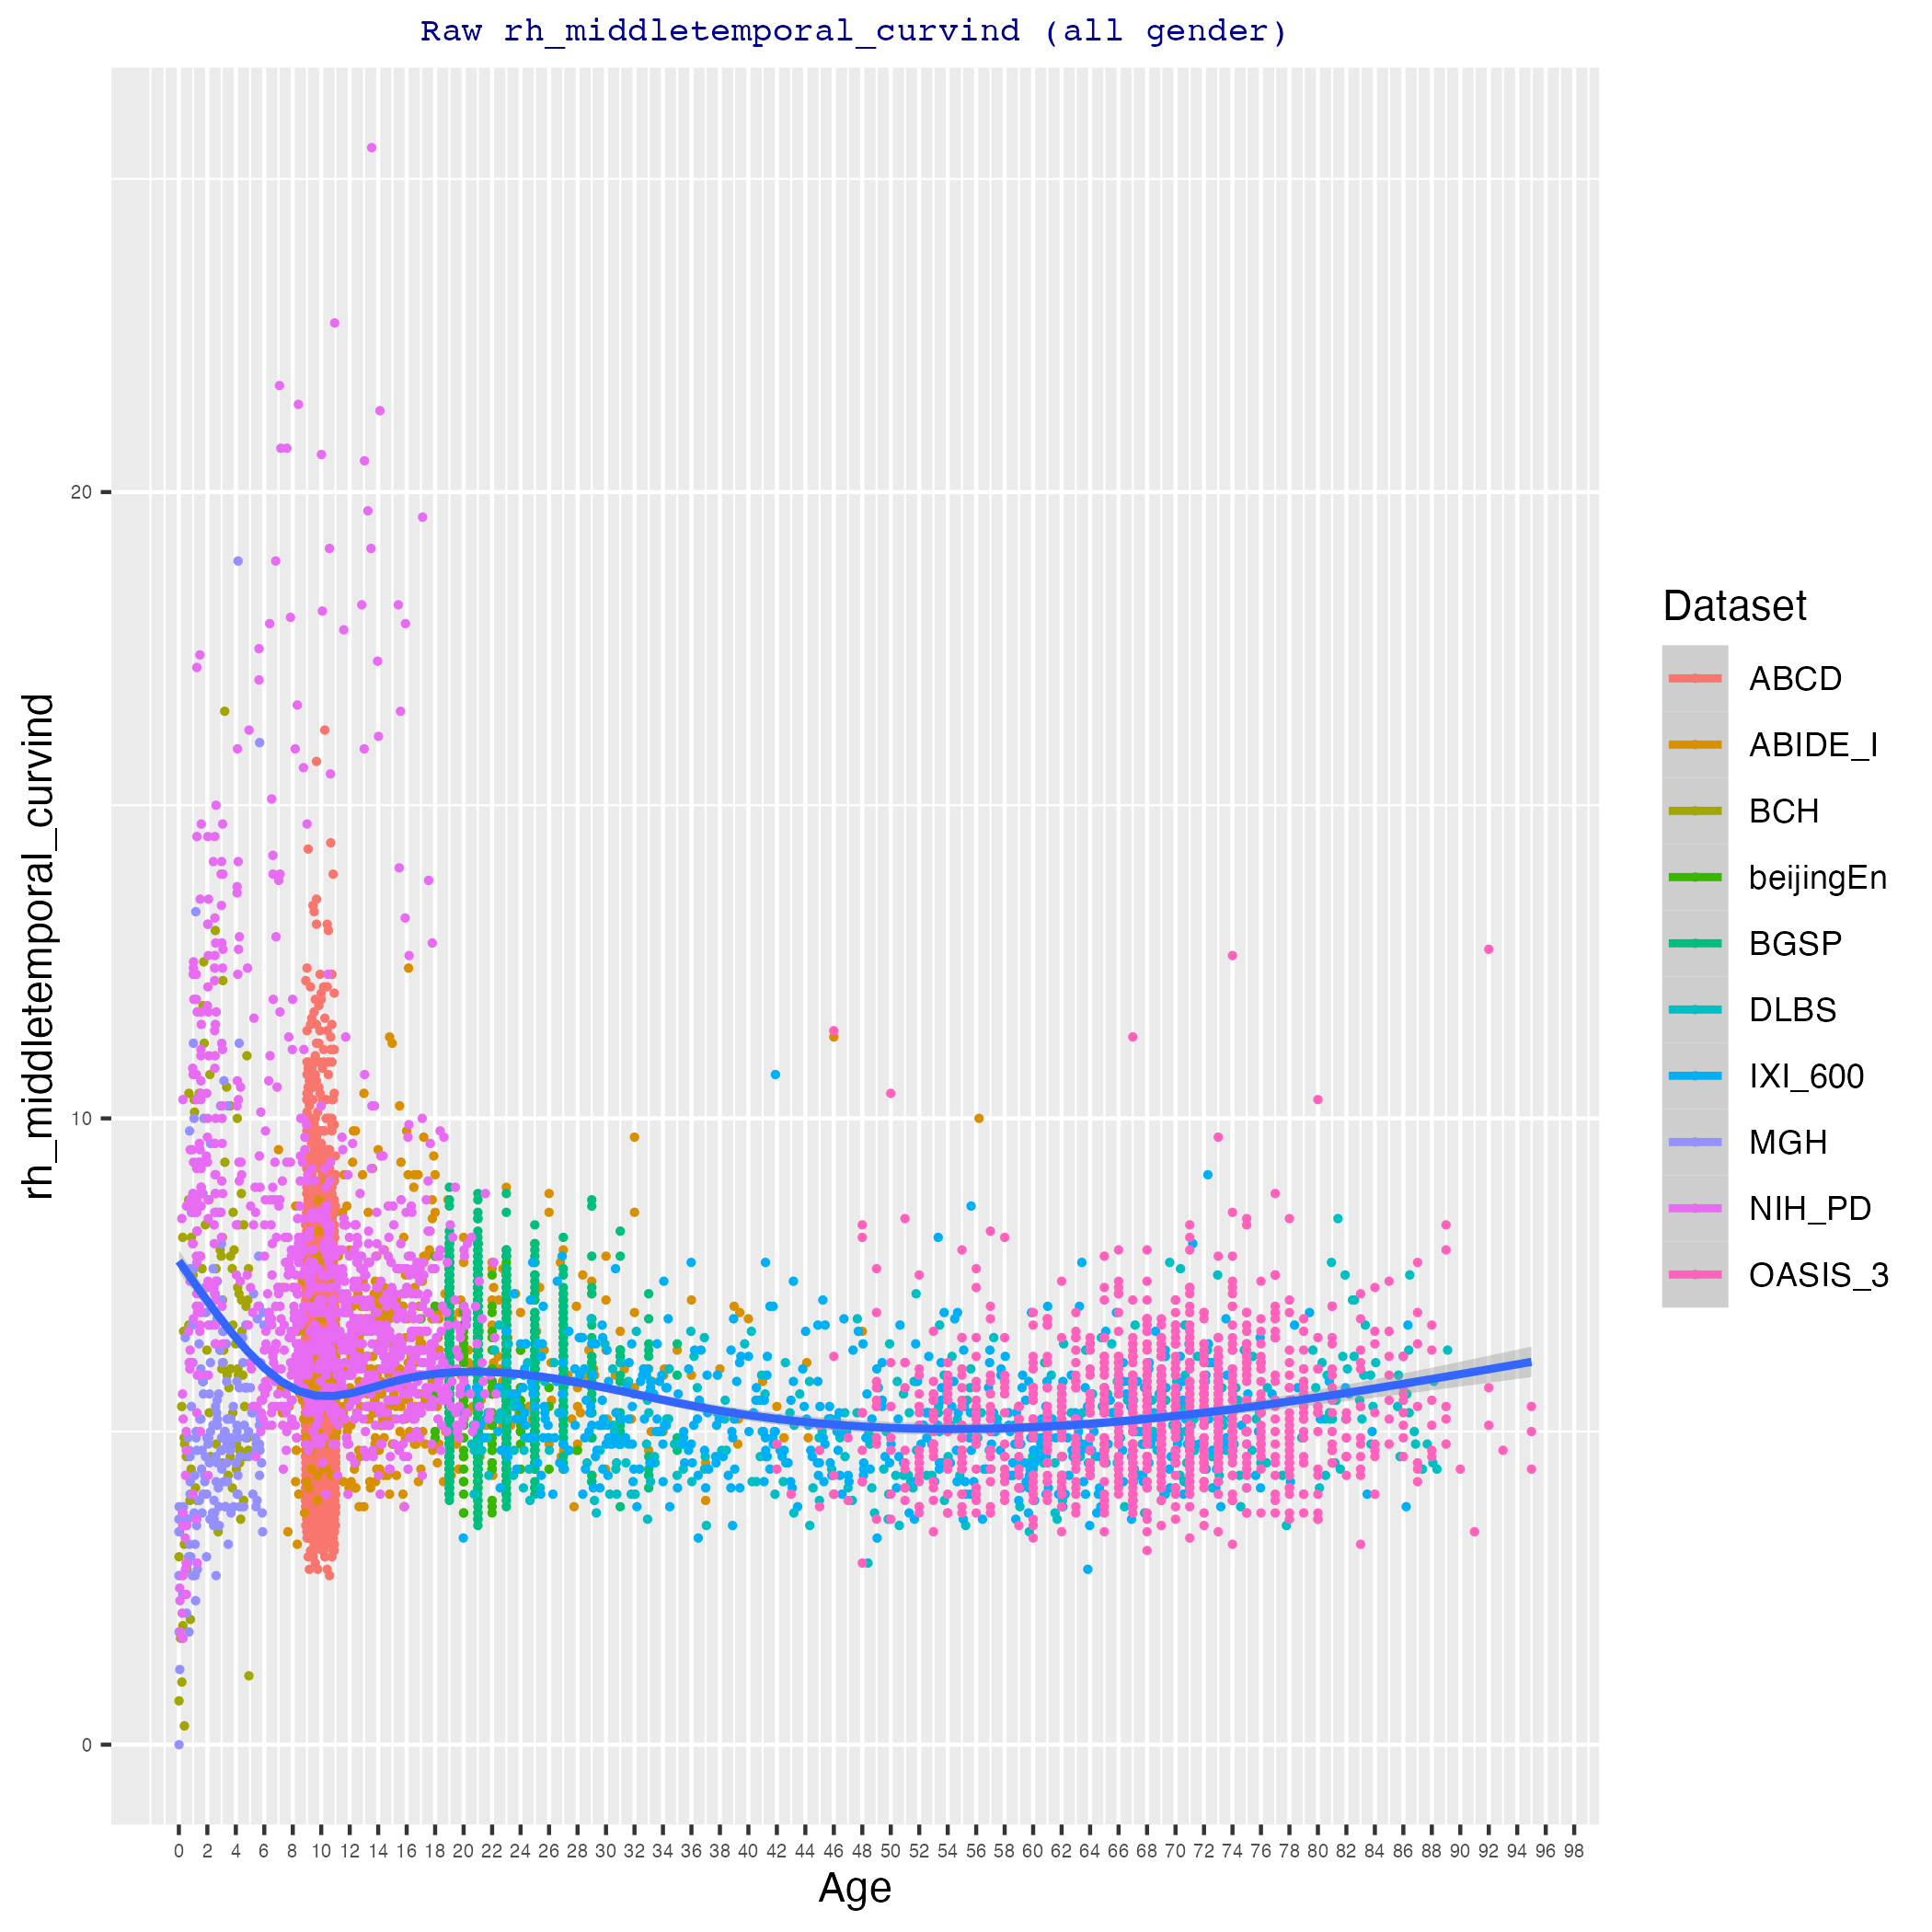 Raw rh_middletemporal_curvind (all gender)
rh_middletemporal_curvind
20
10
0
0 2 4 6 8 10 12 14 16 18 20 22 24 26 28 30 32 34 36 38 40 42 44 46 48 50 52 54 56 58 60 62 64 66 68 70 72 74 76 78 80 82 84 86 88 90 92 94 96 98
Age
Dataset
ABCD
ABIDE_I
BCH
beijingEn
BGSP
DLBS
IXI_600
MGH
NIH_PD
OASIS_3